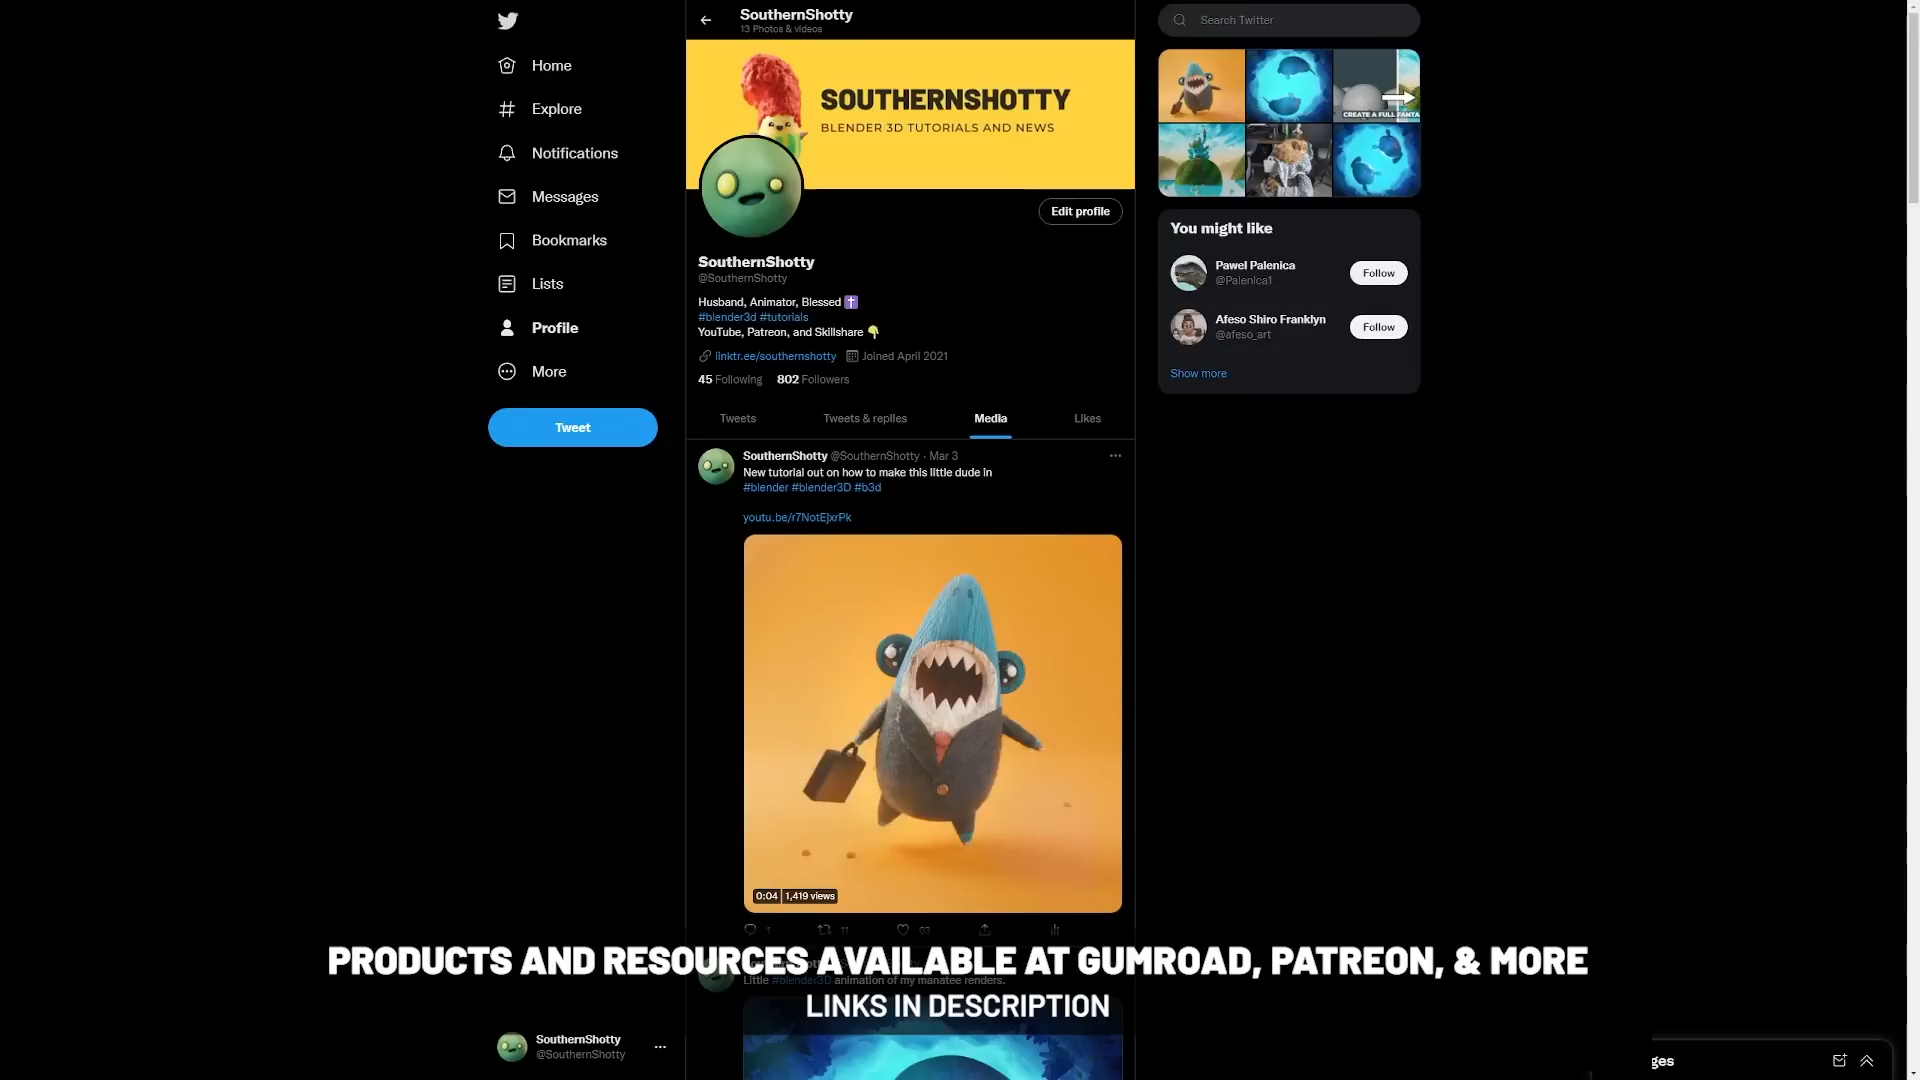 SouthernShotty
13 Photos & videos
Search Twitter
Home
Explore
Notifications
Messages
Bookmarks
Lists
Profile
More
Tweet
SOUTHERNSHOTTY
BLENDER 3D TUTORIALS AND NEWS
Edit profile
SouthernShotty
@SouthernShotty
Husband, Animator, Blessed
#blender3d #tutorials
YouTube, Patreon, and Skillshare
linktr.ee/southernshotty Joined April 2021
45 Following 802 Followers
Tweets Tweets & replies Media Likes
SouthernShotty @SouthernShotty · Mar 3
New tutorial out on how to make this little dude in
#blender #blender3D #b3d
youtu.be/r7NotEjxrPk
0:04 1,419 views
1 11 63
Little #blender3D animation of my manatee renders.
CREATE A FULL FANTA
You might like
Pawel Palenica
@Palenica1
Follow
Afeso Shiro Franklyn
@afeso_art
Follow
Show more
PRODUCTS AND RESOURCES AVAILABLE AT GUMROAD, PATREON, & MORE
LINKS IN DESCRIPTION
SouthernShotty
@SouthernShotty
ges